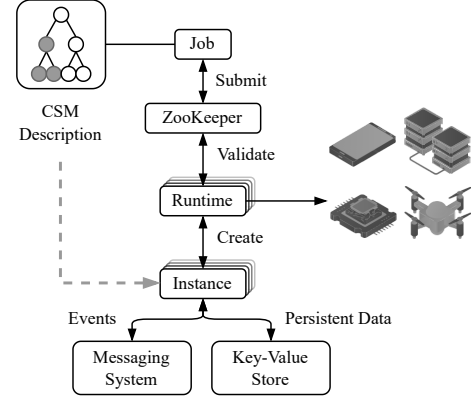 Job
Submit
CSM
Description
ZooKeeper
Validate
Runtime
Create
Instance
Events
Persistent Data
Messaging
System
Key-Value
Store